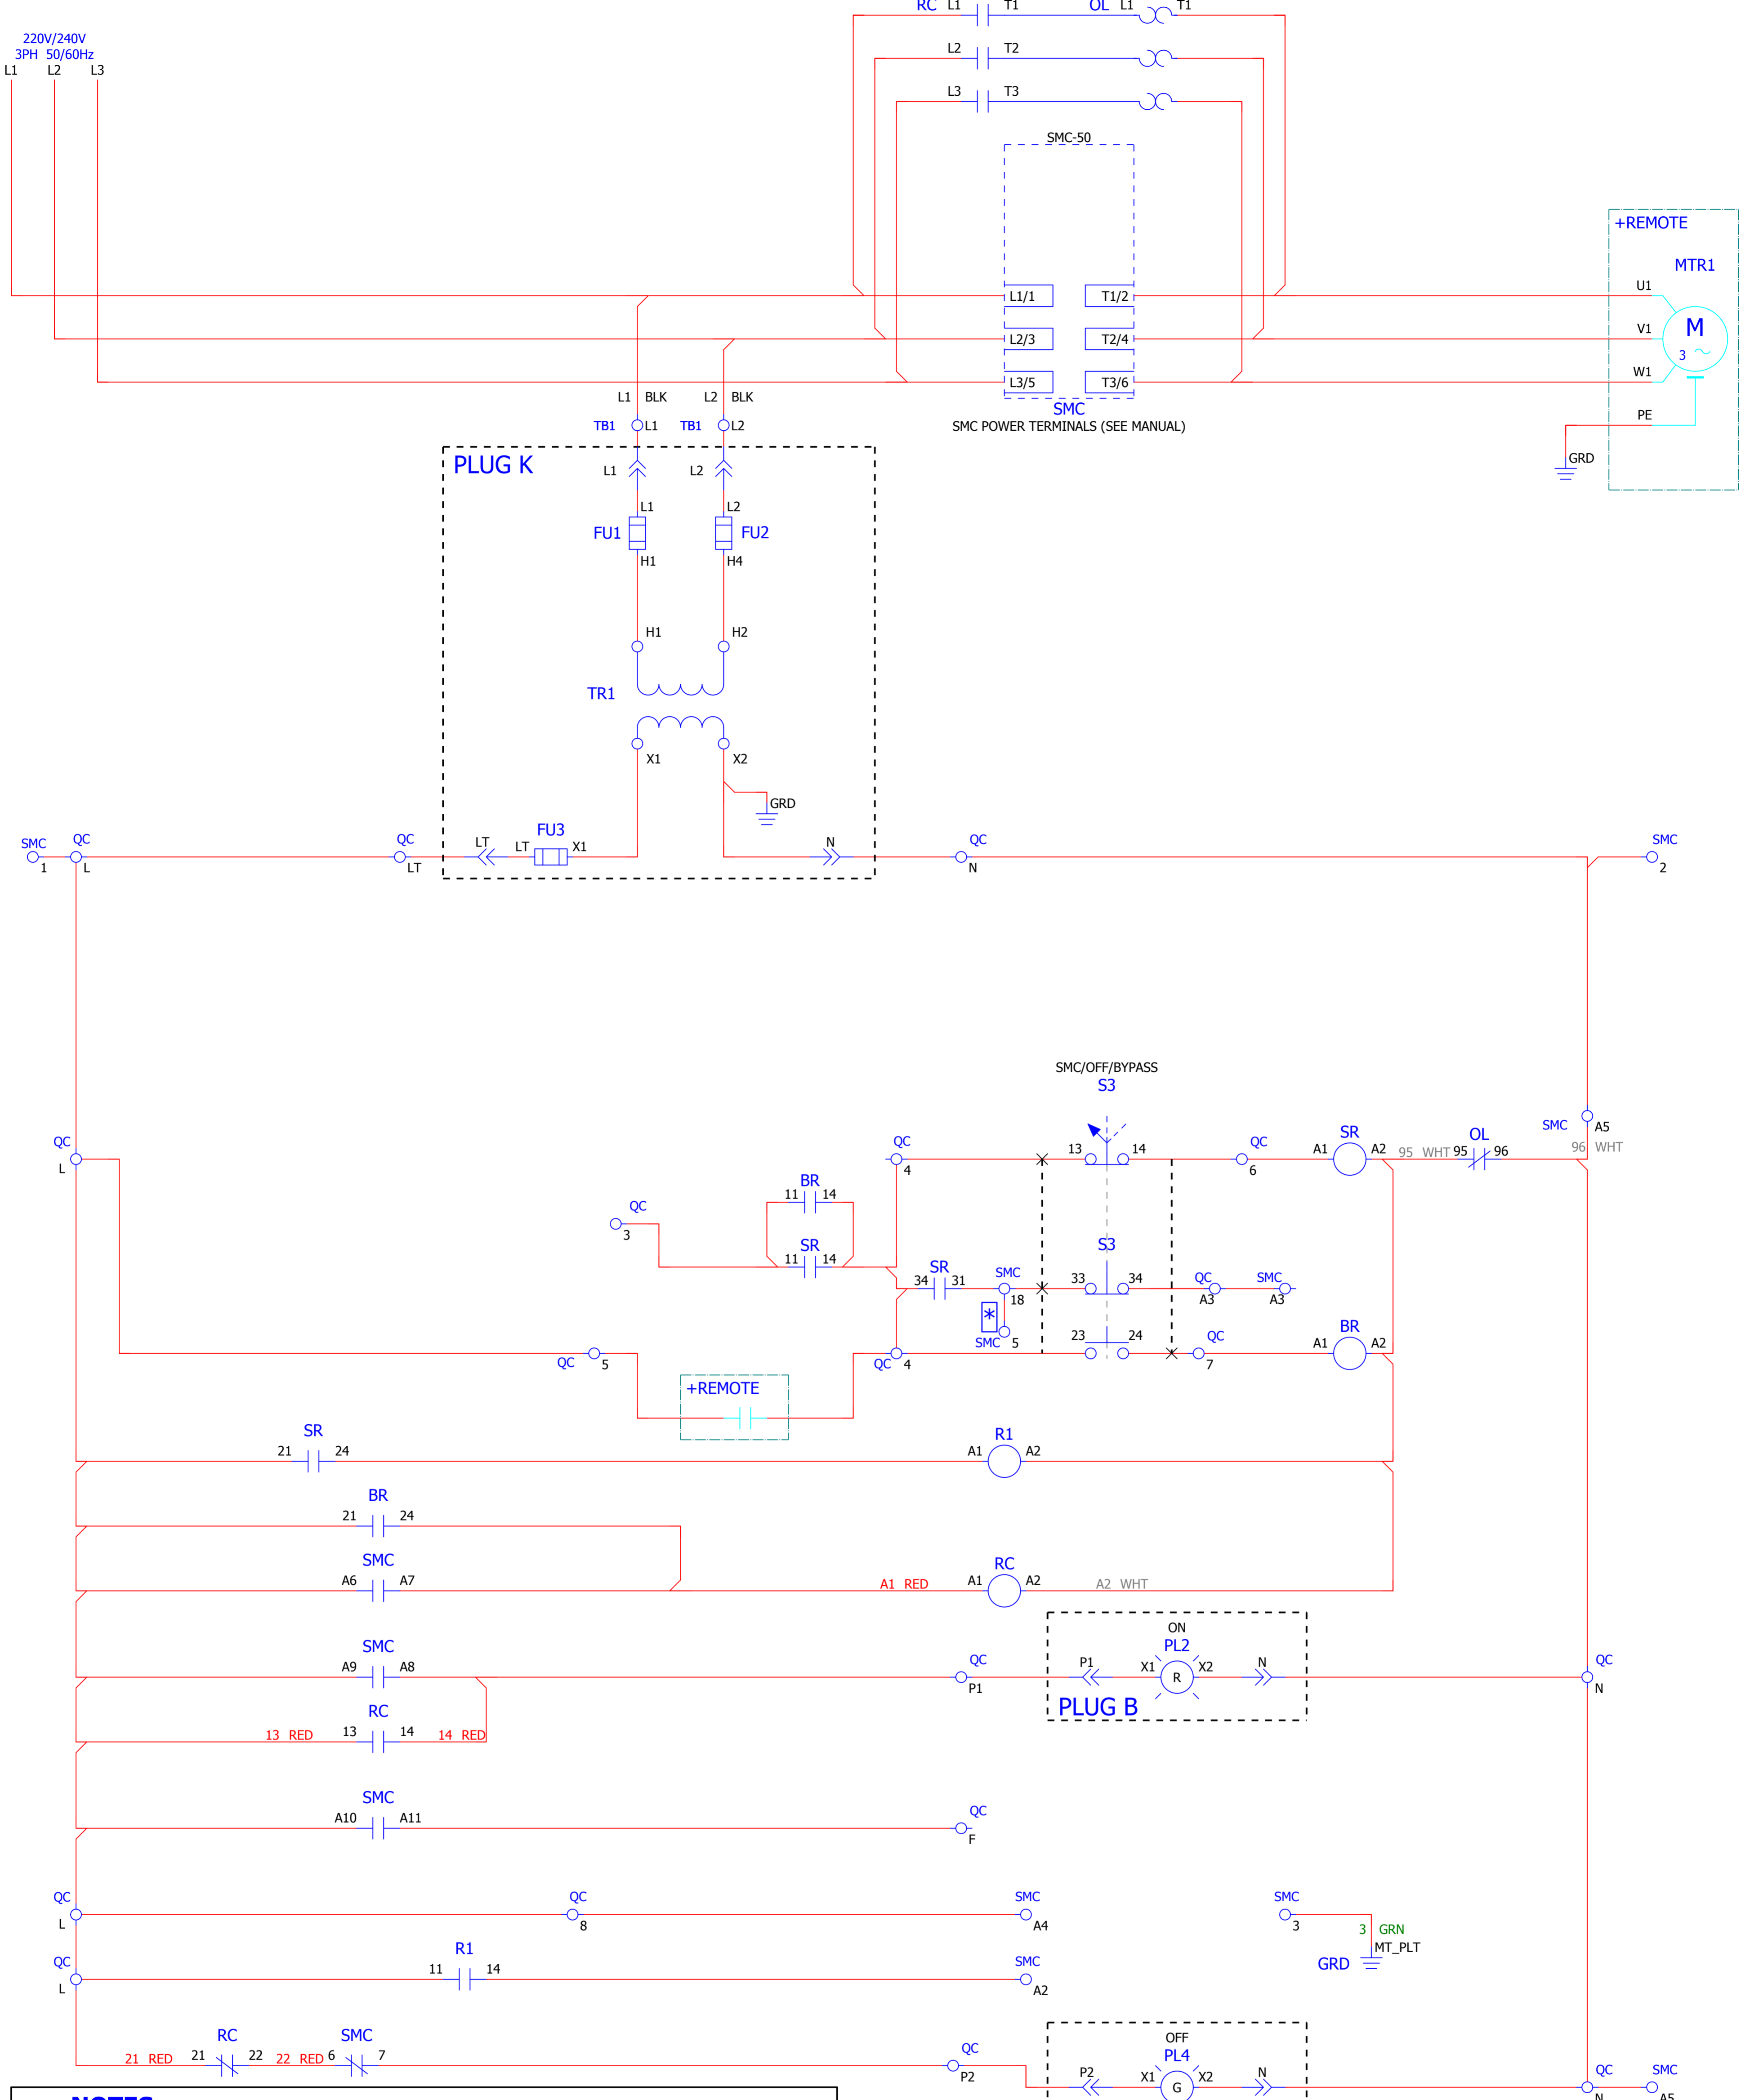 RC L1 T1 OL L1 T1
220V/240V
3PH 50/60Hz
L1 L2 L3
L2 T2
L3 T3
SMC-50
+REMOTE
MTR1
U1
L1/1 T1/2
V1
M
3
L2/3 T2/4
W1
L3/5 T3/6
L1 BLK L2 BLK
SMC
PE
TB1 L1 TB1 L2
SMC POWER TERMINALS (SEE MANUAL)
PLUG K
GRD
L1 L2
L1 L2
FU1 FU2
H1 H4
H1 H2
TR1
X1 X2
GRD
SMC QC QC FU3 QC SMC
LT LT X1 N
1 L LT N 2
SMC/OFF/BYPASS
S3
SMC A5
QC QC 13 14 QC SR OL
96 WHT
L 4 6 A1 A2 95 WHT 95 96
BR
11 14
QC
3
SR S3
11 14
SR SMC QC SMC
34 31 33 34
18 A3 A3
*
SMC 5 23 24 QC BR
A1 A2
QC 5 QC 4 7
+REMOTE
SR R1
21 24 A1 A2
BR
21 24
SMC RC
A6 A7 A1 RED A1 A2 A2 WHT
ON
SMC PL2
A9 A8 QC P1 X1 X2 N QC
R
P1 N
RC PLUG B
13 RED 13 14 14 RED
SMC
A10 A11 QC
F
QC QC SMC SMC
L 8 A4 3
3 GRN
MT_PLT
R1 GRD
QC 11 14 SMC
L A2
RC SMC OFF
21 RED 21 22 22 RED 6 7 QC PL4
P2 P2 X1 X2 N QC SMC
G
NOTES
N A5